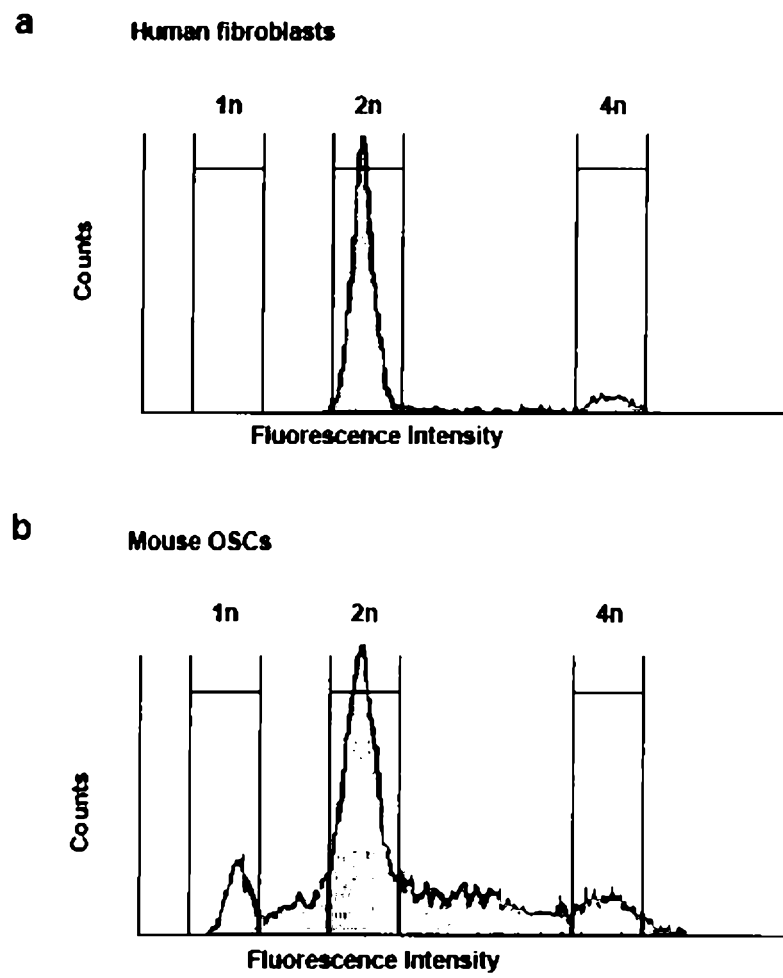 a
Human fibroblasts
1n 2n 4n
Counts
Fluorescence Intensity
b
Mouse OSCs
1n 2n 4n
Counts
Fluorescence Intensity